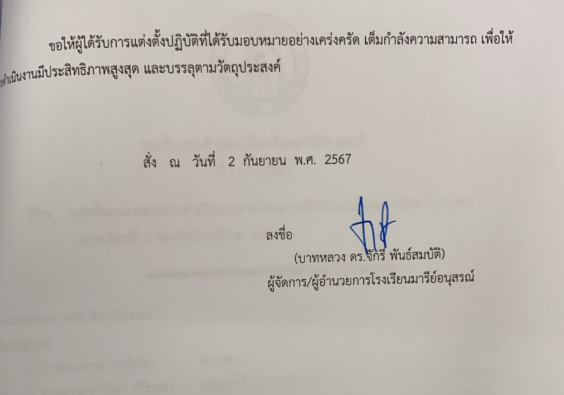 ขอให้ผู้ได้รับการแต่งตั้งปฏิบัติที่ได้รับมอบหมายอย่างเคร่งครัด เต็มกำลังความสามารถ เพื่อให้
ดำเนินงานมีประสิทธิภาพสูงสุด และบรรลุตามวัตถุประสงค์
สั่ง ณ วันที่ 2 กันยายน พ.ศ. 2567
ลงชื่อ
(บาทหลวง ดร.จักรี พันธ์สมบัติ)
ผู้จัดการ/ผู้อำนวยการโรงเรียนมารีย์อนุสรณ์